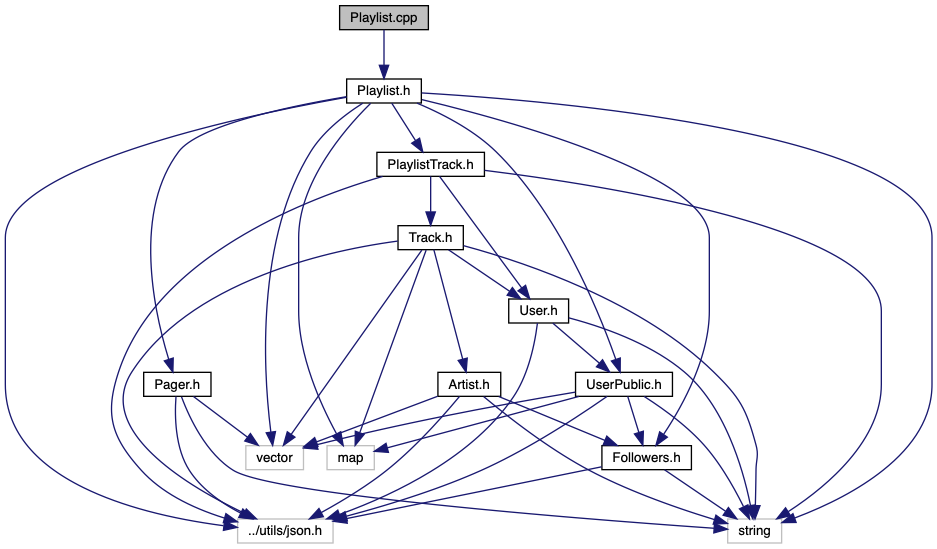 Playlist.cpp
Playlist.h
PlaylistTrack.h
Track.h
User.h
Pager.h
Artist.h
UserPublic.h
vector
map
Followers.h
../utils/json.h
string